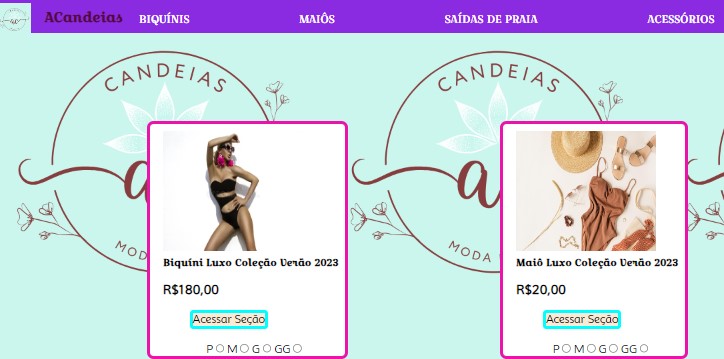 ACandeias BIQUÍNIS MAIÔS SAÍDAS DE PRAIA ACESSÓRIOS
CANDEIAS CANDEIAS
a a
MOD MODA
Biquíni Luxo Coleção Verão 2023 Maiô Luxo Coleção Verão 2023
R$180,00 R$20,00
Acessar Seção Acessar Seção
P M G GG P M G GG